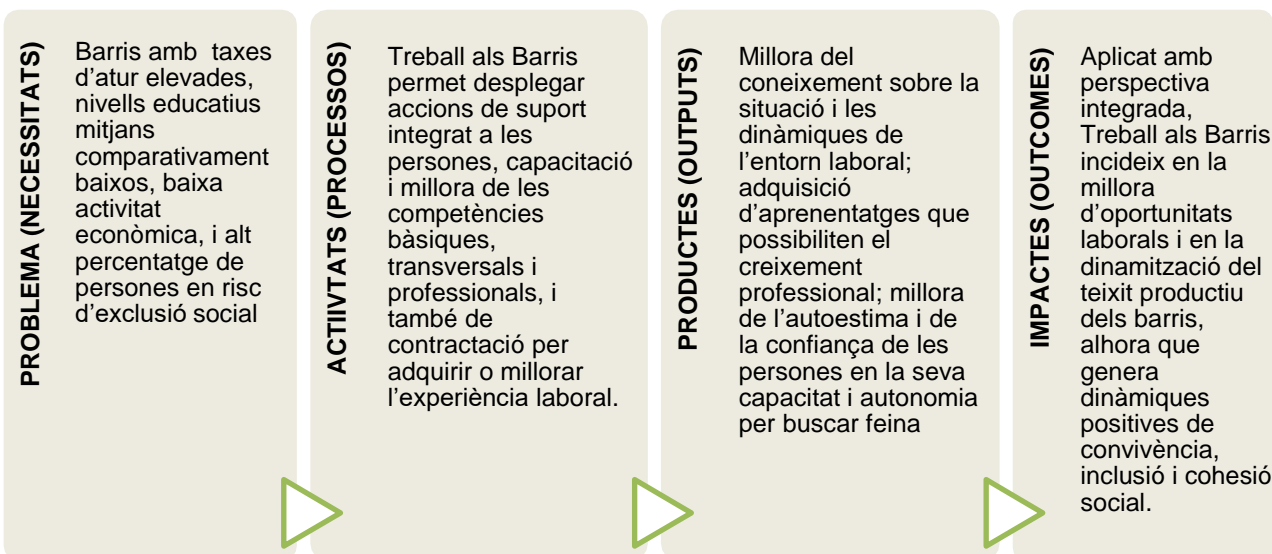 PROBLEMA (NECESSITATS)
Barris amb taxes
d’atur elevades,
nivells educatius
mitjans
comparativament
baixos, baixa
activitat
econòmica, i alt
percentatge de
persones en risc
d’exclusió social
ACTIIVTATS (PROCESSOS)
Treball als Barris
permet desplegar
accions de suport
integrat a les
persones, capacitació
i millora de les
competències
bàsiques,
transversals i
professionals, i
també de
contractació per
adquirir o millorar
l’experiència laboral.
PRODUCTES (OUTPUTS)
Millora del
coneixement sobre la
situació i les
dinàmiques de
l’entorn laboral;
adquisició
d’aprenentatges que
possibiliten el
creixement
professional; millora
de l’autoestima i de
la confiança de les
persones en la seva
capacitat i autonomia
per buscar feina
IMPACTES (OUTCOMES)
Aplicat amb
perspectiva
integrada,
Treball als Barris
incideix en la
millora
d’oportunitats
laborals i en la
dinamització del
teixit productiu
dels barris,
alhora que
genera
dinàmiques
positives de
convivència,
inclusió i cohesió
social.